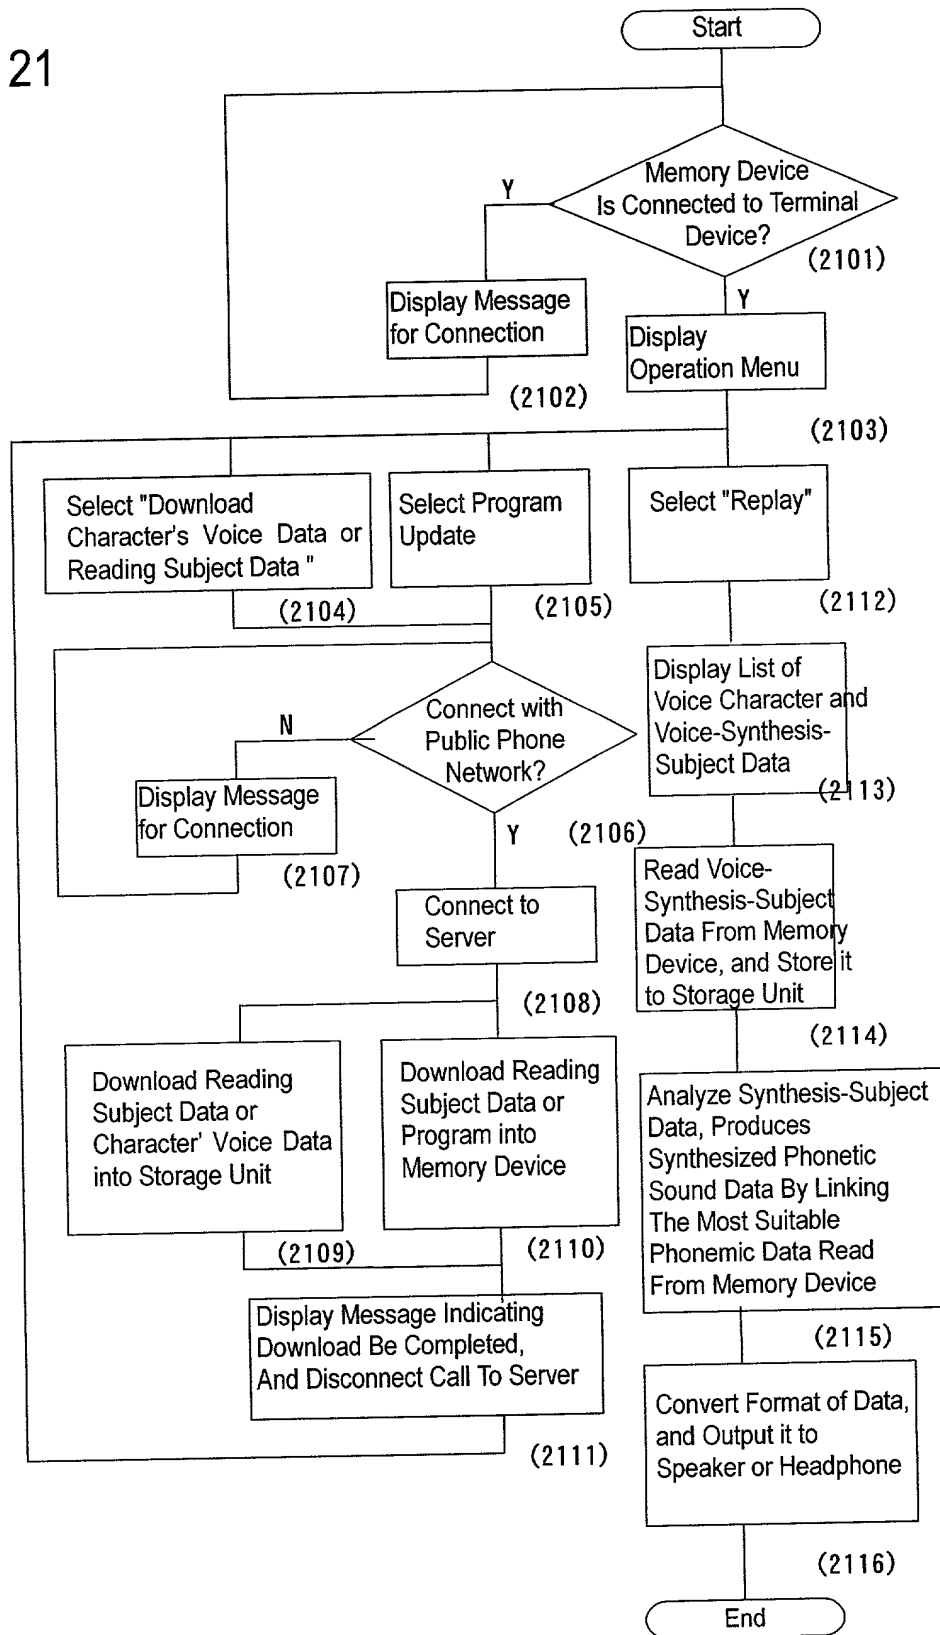 21
Start
Memory Device
Is Connected to Terminal
Device?
(2101)
Y
Y
Display Message
for Connection
(2102)
Display
Operation Menu
(2103)
Select "Download
Character's Voice Data or
Reading Subject Data "
(2104)
Select Program
Update
(2105)
Select "Replay"
(2112)
Connect with
Public Phone
Network?
(2106)
N
Y
Display Message
for Connection
(2107)
Display List of
Voice Character and
Voice-Synthesis-
Subject Data
(2113)
Connect to
Server
(2108)
Read Voice-
Synthesis-Subject
Data From Memory
Device, and Store it
to Storage Unit
(2114)
Download Reading
Subject Data or
Character' Voice Data
into Storage Unit
(2109)
Download Reading
Subject Data or
Program into
Memory Device
(2110)
Analyze Synthesis-Subject
Data, Produces
Synthesized Phonetic
Sound Data By Linking
The Most Suitable
Phonemic Data Read
From Memory Device
(2115)
Display Message Indicating
Download Be Completed,
And Disconnect Call To Server
(2111)
Convert Format of Data,
and Output it to
Speaker or Headphone
(2116)
End